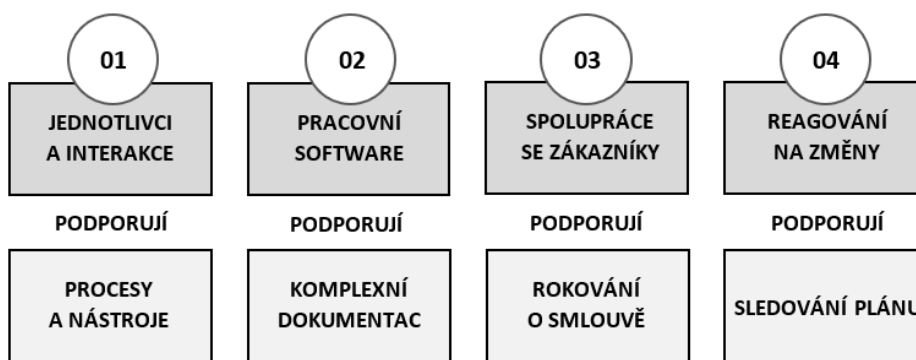 01
JEDNOTLIVCI
A INTERAKCE
PODPORUJÍ
PROCESY
A NÁSTROJE
02
PRACOVNÍ
SOFTWARE
PODPORUJÍ
KOMPLEXNÍ
DOKUMENTAC
03
SPOLUPRÁCE
SE ZÁKAZNÍKY
PODPORUJÍ
ROKOVÁNÍ
O SMLOUVĚ
04
REAGOVÁNÍ
NA ZMĚNY
PODPORUJÍ
SLEDOVÁNÍ PLÁNU